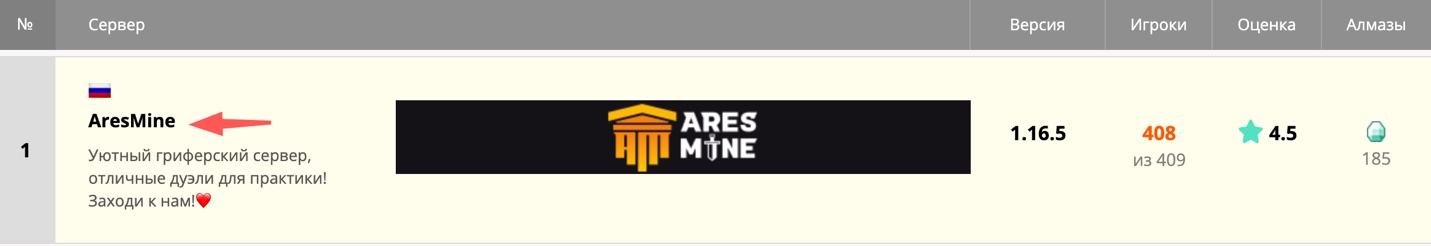 № Сервер Версия Игроки Оценка Алмазы
1
AresMine
Уютный гриферский сервер,
отличные дуэли для практики!
Заходи к нам!❤️
ARES
MINE
1.16.5
408
из 409
4.5
185